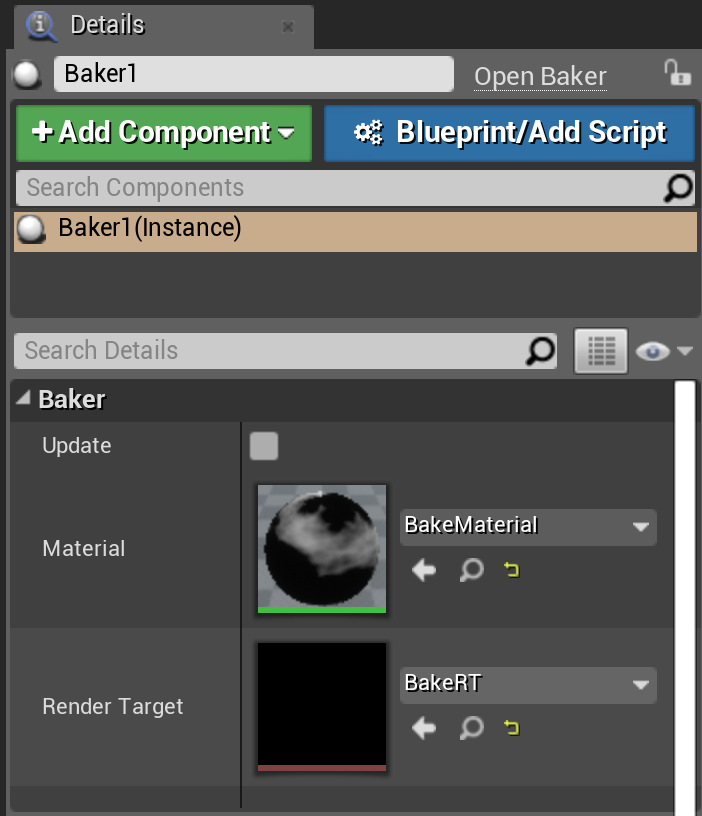 Details
Baker1
Open Baker
Add Component
Blueprint/Add Script
Search Components
Baker1(Instance)
Search Details
Baker
Update
Material
BakeMaterial
Render Target
BakeRT